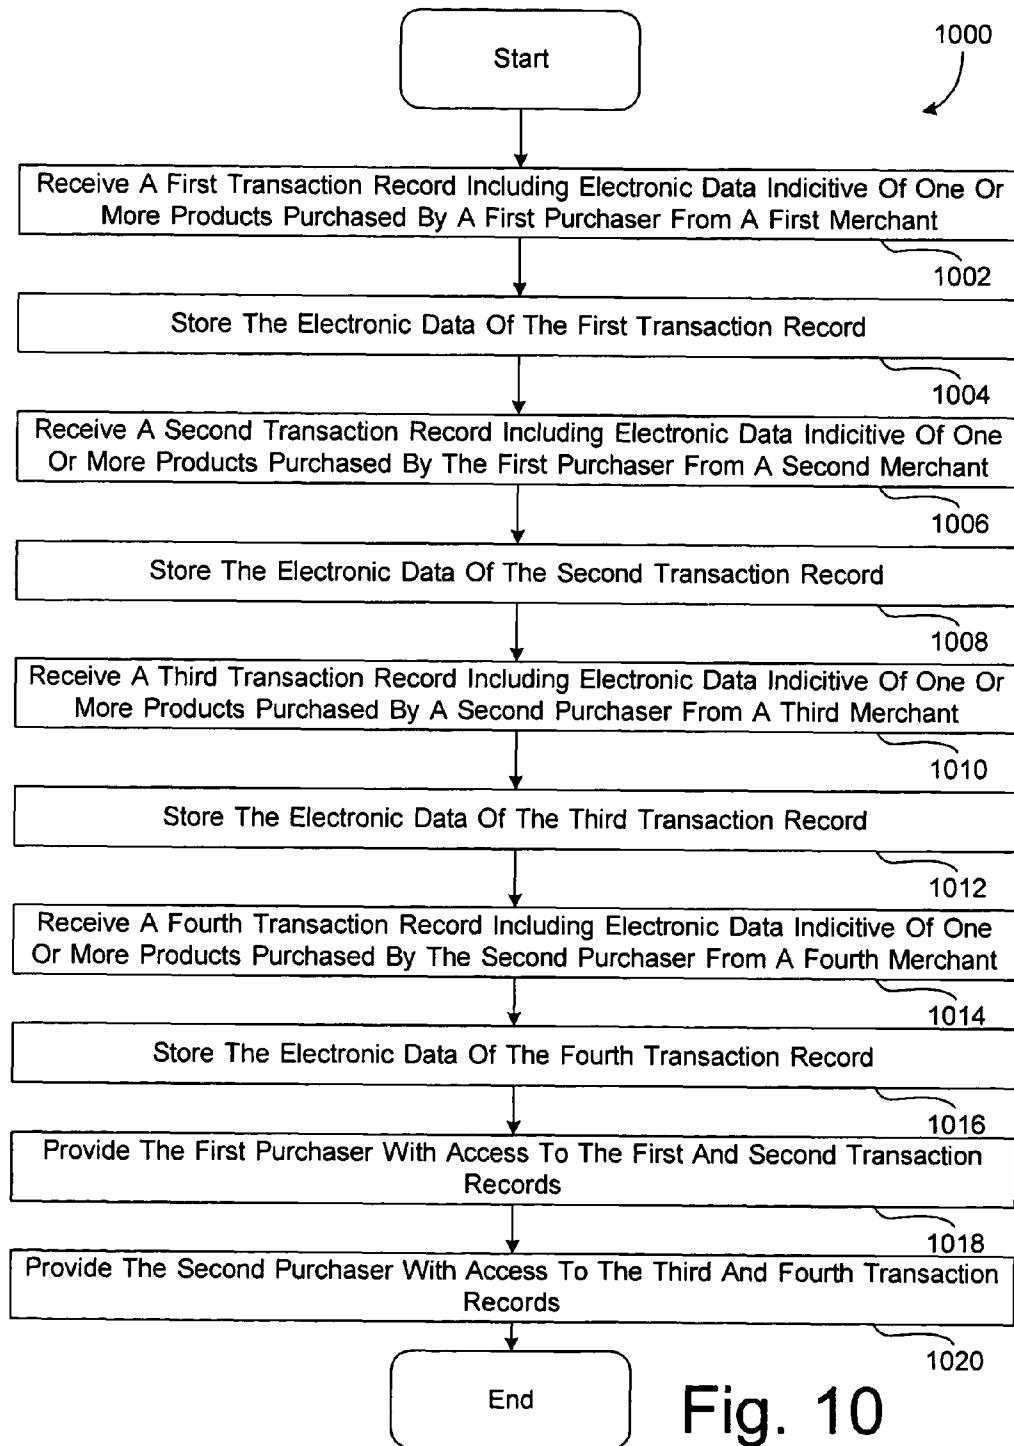 Start
1000
Receive A First Transaction Record Including Electronic Data Indicitive Of One Or
More Products Purchased By A First Purchaser From A First Merchant
1002
Store The Electronic Data Of The First Transaction Record
1004
Receive A Second Transaction Record Including Electronic Data Indicitive Of One
Or More Products Purchased By The First Purchaser From A Second Merchant
1006
Store The Electronic Data Of The Second Transaction Record
1008
Receive A Third Transaction Record Including Electronic Data Indicitive Of One Or
More Products Purchased By A Second Purchaser From A Third Merchant
1010
Store The Electronic Data Of The Third Transaction Record
1012
Receive A Fourth Transaction Record Including Electronic Data Indicitive Of One
Or More Products Purchased By The Second Purchaser From A Fourth Merchant
1014
Store The Electronic Data Of The Fourth Transaction Record
1016
Provide The First Purchaser With Access To The First And Second Transaction
Records
1018
Provide The Second Purchaser With Access To The Third And Fourth Transaction
Records
1020
End
Fig. 10